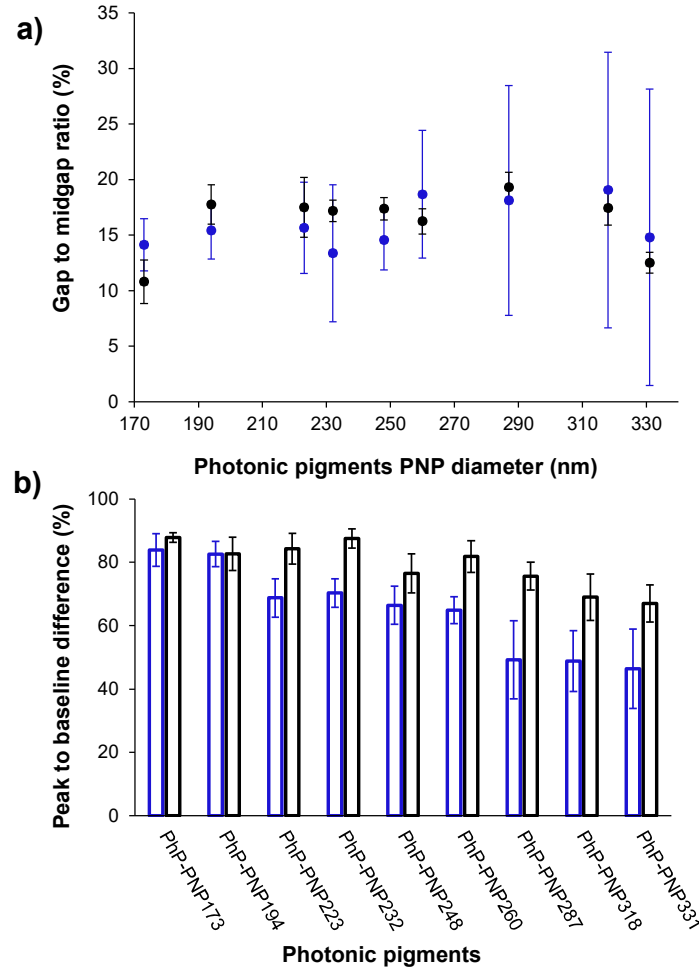 a)
Gap to midgap ratio (%)
35
30
25
20
15
10
5
0
170 190 210 230 250 270 290 310 330
Photonic pigments PNP diameter (nm)
b)
Peak to baseline difference (%)
100
80
60
40
20
0
PhP-PNP173
PhP-PNP194
PhP-PNP223
PhP-PNP232
PhP-PNP248
PhP-PNP260
PhP-PNP287
PhP-PNP318
PhP-PNP331
Photonic pigments